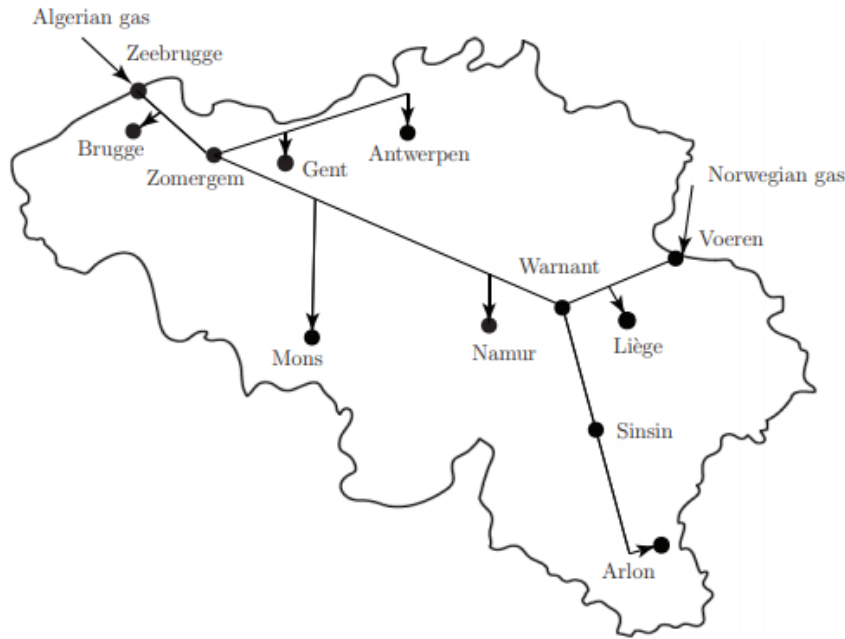 Algerian gas
Zeebrugge
Brugge
Zomergem
Gent
Antwerpen
Norwegian gas
Voeren
Warnant
Mons
Namur
Liège
Sinsin
Arlon